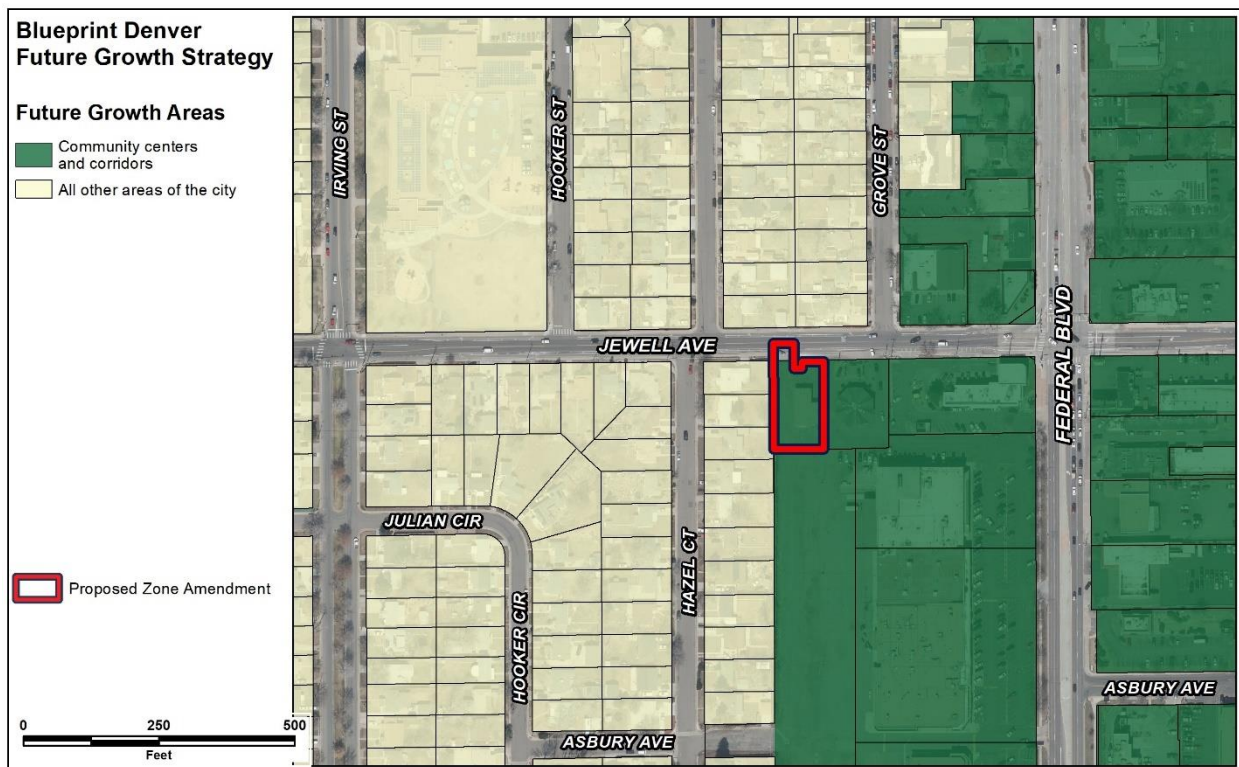 Blueprint Denver
Future Growth Strategy
Future Growth Areas
Community centers
and corridors
All other areas of the city
Proposed Zone Amendment
0 250 500
Feet
IRVING ST
HOOKER ST
GROVE ST
FEDERAL BLVD
JEWELL AVE
JULIAN CIR
HOOKER CIR
HAZEL CT
ASBURY AVE
ASBURY AVE